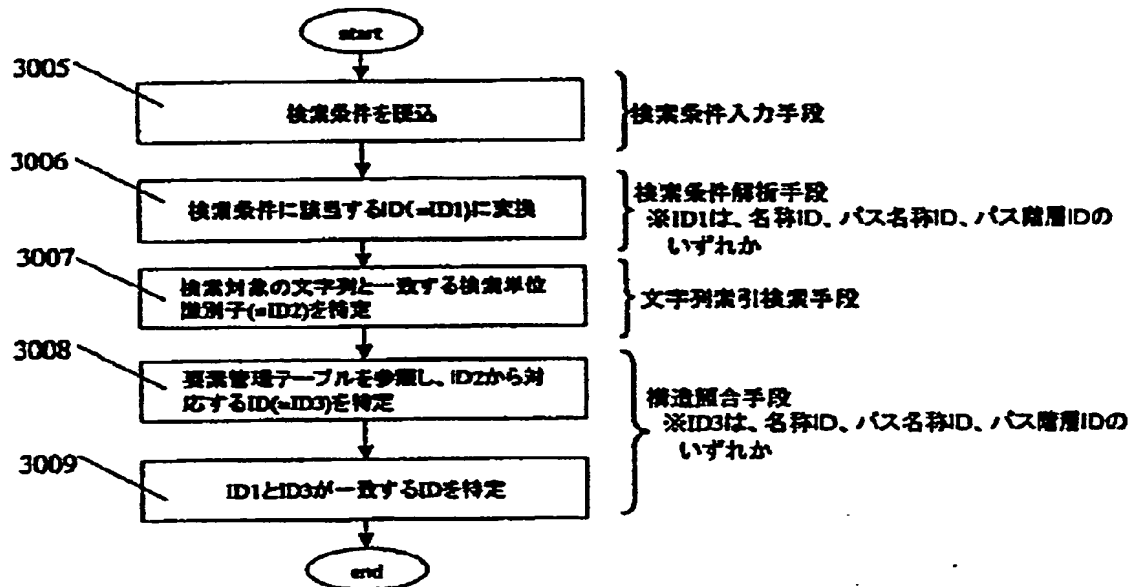 start
3005
検索条件を読込
検索条件入力手段
3006
検索条件に該当するID(=ID1)に変換
検索条件解析手段
※ID1は、名称ID、パス名称ID、パス階層IDの
いずれか
3007
検索対象の文字列と一致する検索単位
識別子(=ID2)を特定
文字列索引検索手段
3008
要素管理テーブルを参照し、ID2から対
応するID(=ID3)を特定
構造照合手段
※ID3は、名称ID、パス名称ID、パス階層IDの
いずれか
3009
ID1とID3が一致するIDを特定
end